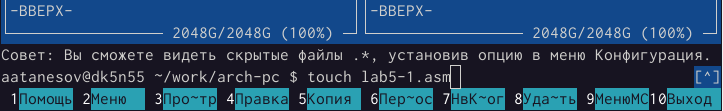 -ВВЕРХ- -ВВЕРХ-
2048G/2048G (100%) 2048G/2048G (100%)
Совет: Вы сможете видеть скрытые файлы .*, установив опцию в меню Конфигурация.
aatanesov@dk5n55 ~/work/arch-pc $ touch lab5-1.asm [^]
1Помощь 2Меню 3Про~тр 4Правка 5Копия 6Пер~ос 7НвК~ог 8Уда~ть 9МенюMC 10Выход